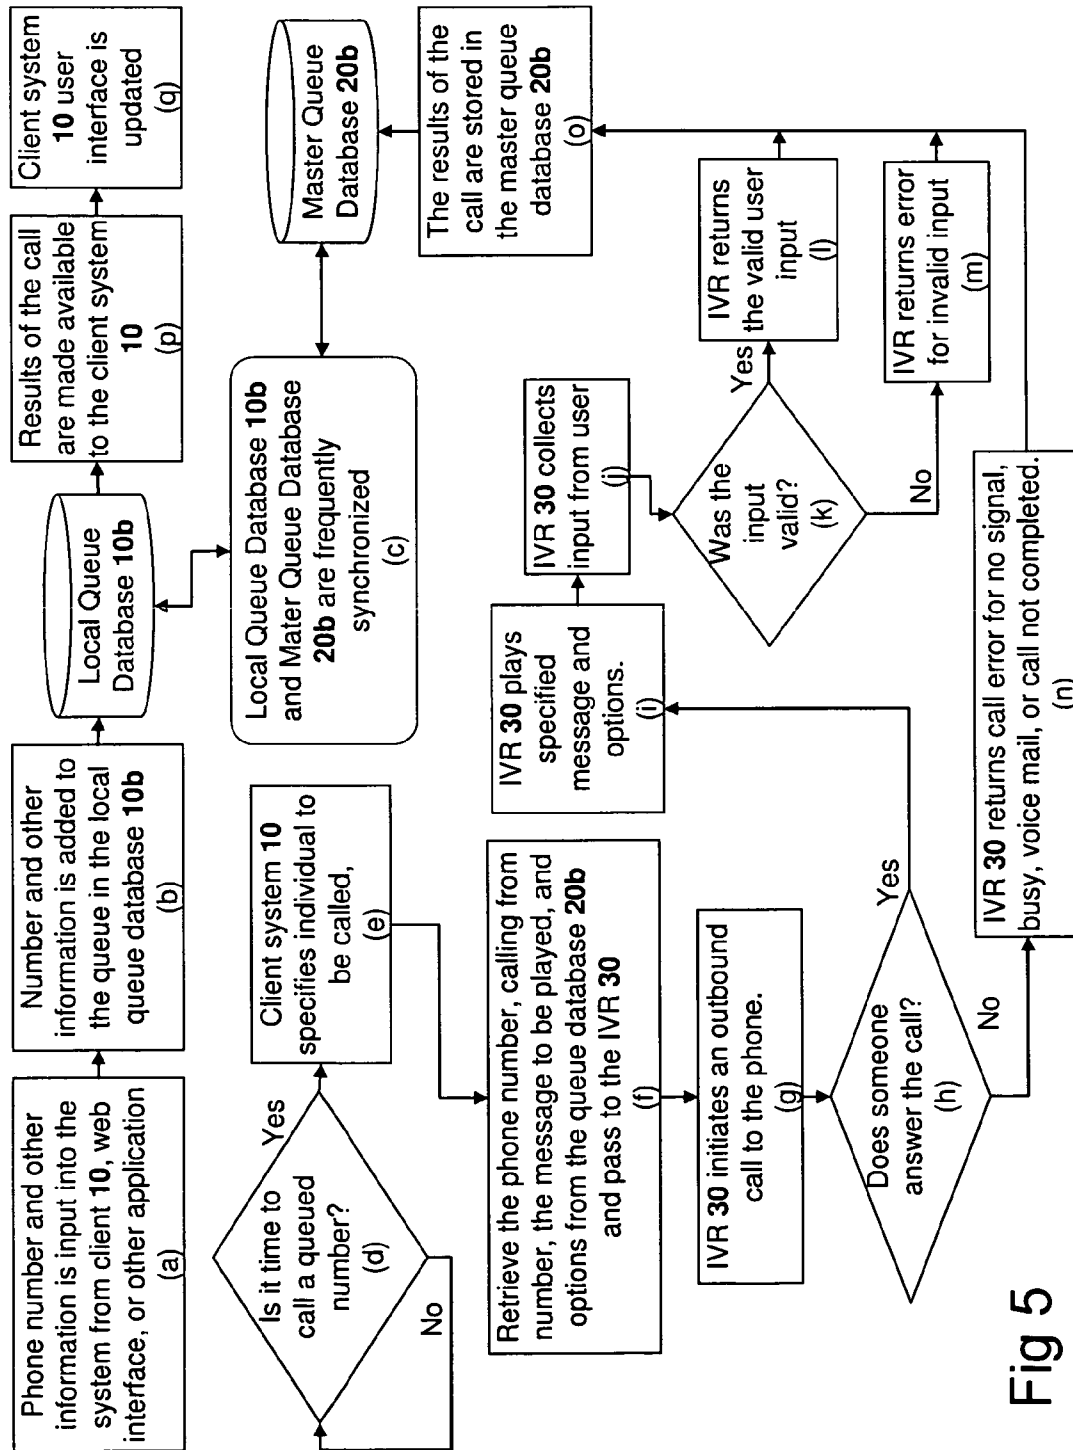 Phone number and other
information is input into the
system from client 10, web
interface, or other application
(a)
Number and other
information is added to
the queue in the local
queue database 10b
(b)
Local Queue
Database 10b
Results of the call
are made available
to the client system
10
(p)
Client system
10 user
interface is
updated
(q)
Local Queue Database 10b
and Mater Queue Database
20b are frequently
synchronized
(c)
Master Queue
Database 20b
Is it time to
call a queued
number?
(d)
Yes
No
Client system 10
specifies individual to
be called,
(e)
Retrieve the phone number, calling from
number, the message to be played, and
options from the queue database 20b
and pass to the IVR 30
(f)
IVR 30 initiates an outbound
call to the phone.
(g)
Does someone
answer the call?
(h)
Yes
No
IVR 30 plays
specified
message and
options.
(i)
IVR 30 collects
input from user
(j)
Was the
input
valid?
(k)
Yes
No
IVR returns
the valid user
input
(l)
IVR returns error
for invalid input
(m)
IVR 30 returns call error for no signal,
busy, voice mail, or call not completed.
(n)
The results of the
call are stored in
the master queue
database 20b
(o)
Fig 5